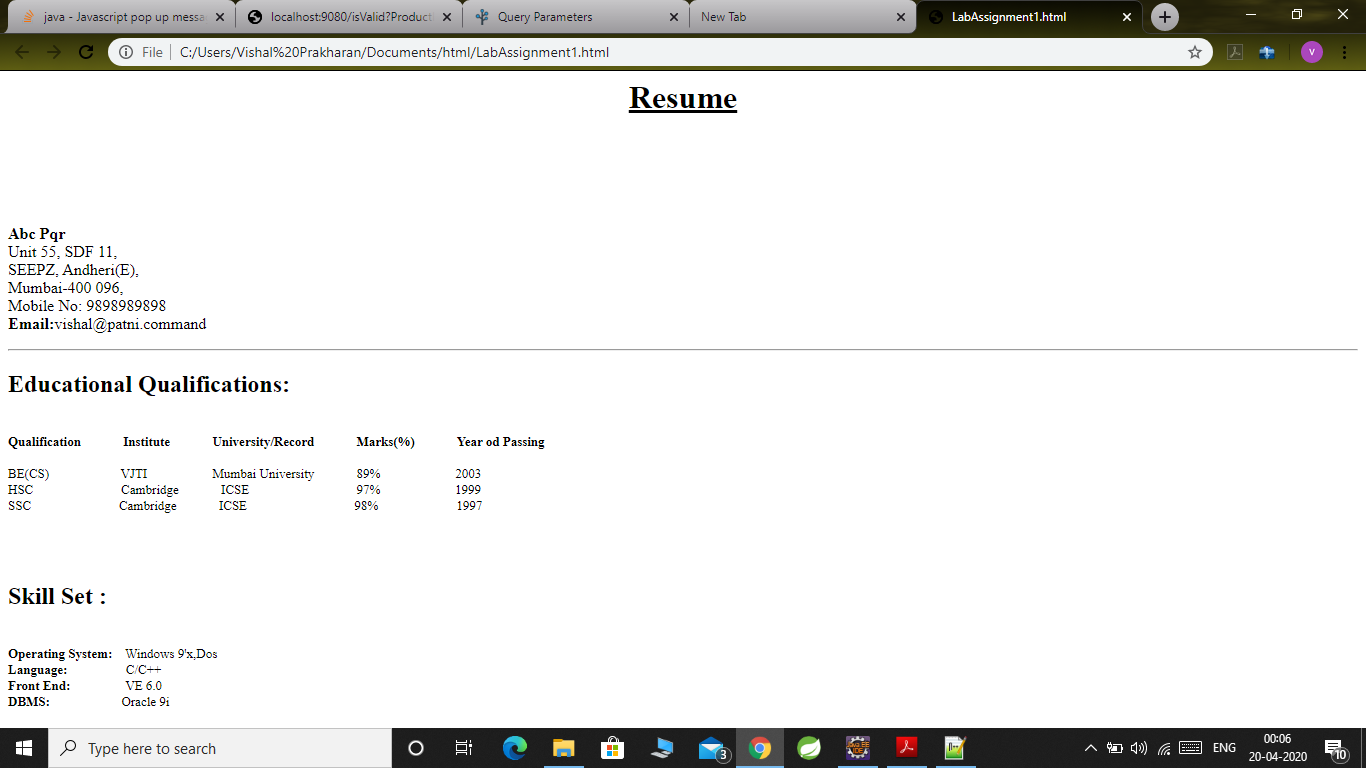 java - Javascript pop up messa
localhost:9080/isValid?Product
Query Parameters
New Tab
LabAssignment1.html
File
C:/Users/Vishal%20Prakharan/Documents/html/LabAssignment1.html
V
Resume
Abc Pqr
Unit 55, SDF 11,
SEEPZ, Andheri(E),
Mumbai-400 096,
Mobile No: 9898989898
Email:vishal@patni.command
Educational Qualifications:
Qualification Institute University/Record Marks(%) Year od Passing
BE(CS) VJTI Mumbai University 89% 2003
HSC Cambridge ICSE 97% 1999
SSC Cambridge ICSE 98% 1997
Skill Set :
Operating System: Windows 9'x,Dos
Language: C/C++
Front End: VE 6.0
DBMS: Oracle 9i
Type here to search
3
ENG
00:06
20-04-2020
10